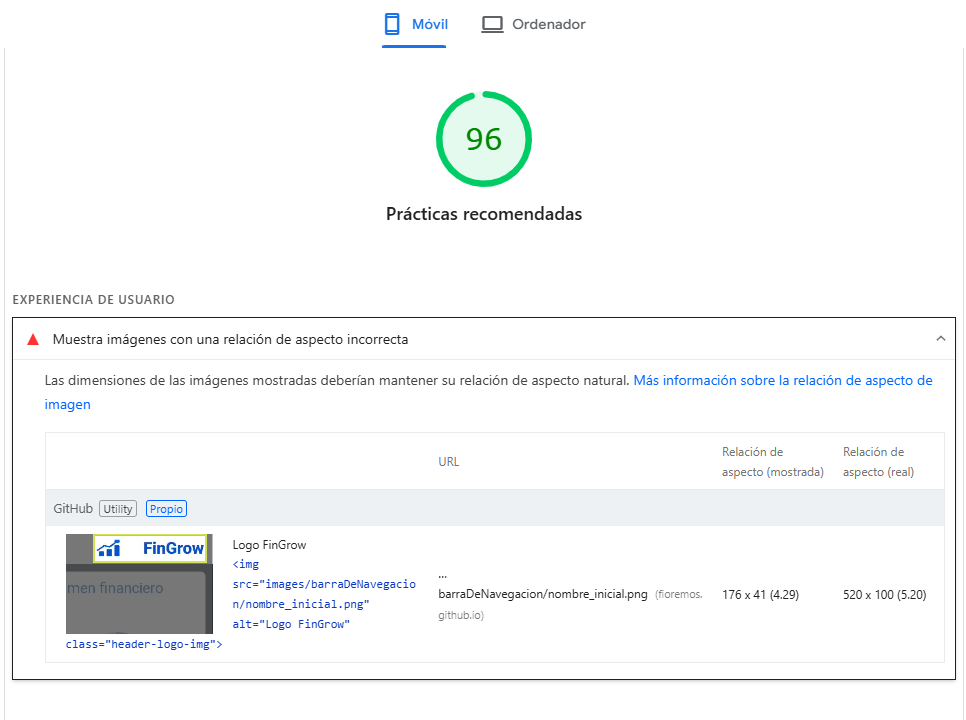 Móvil
Ordenador
96
Prácticas recomendadas
EXPERIENCIA DE USUARIO
Muestra imágenes con una relación de aspecto incorrecta
Las dimensiones de las imágenes mostradas deberían mantener su relación de aspecto natural. Más información sobre la relación de aspecto de
imagen
URL
Relación de
aspecto (mostrada)
Relación de
aspecto (real)
GitHub Utility Propio
FinGrow
men financiero
Logo FinGrow
<img
src="images/barraDeNavegacio
n/nombre_inicial.png"
alt="Logo FinGrow"
class="header-logo-img">
...
barraDeNavegacion/nombre_inicial.png (fioremos.
github.io)
176 x 41 (4.29)
520 x 100 (5.20)